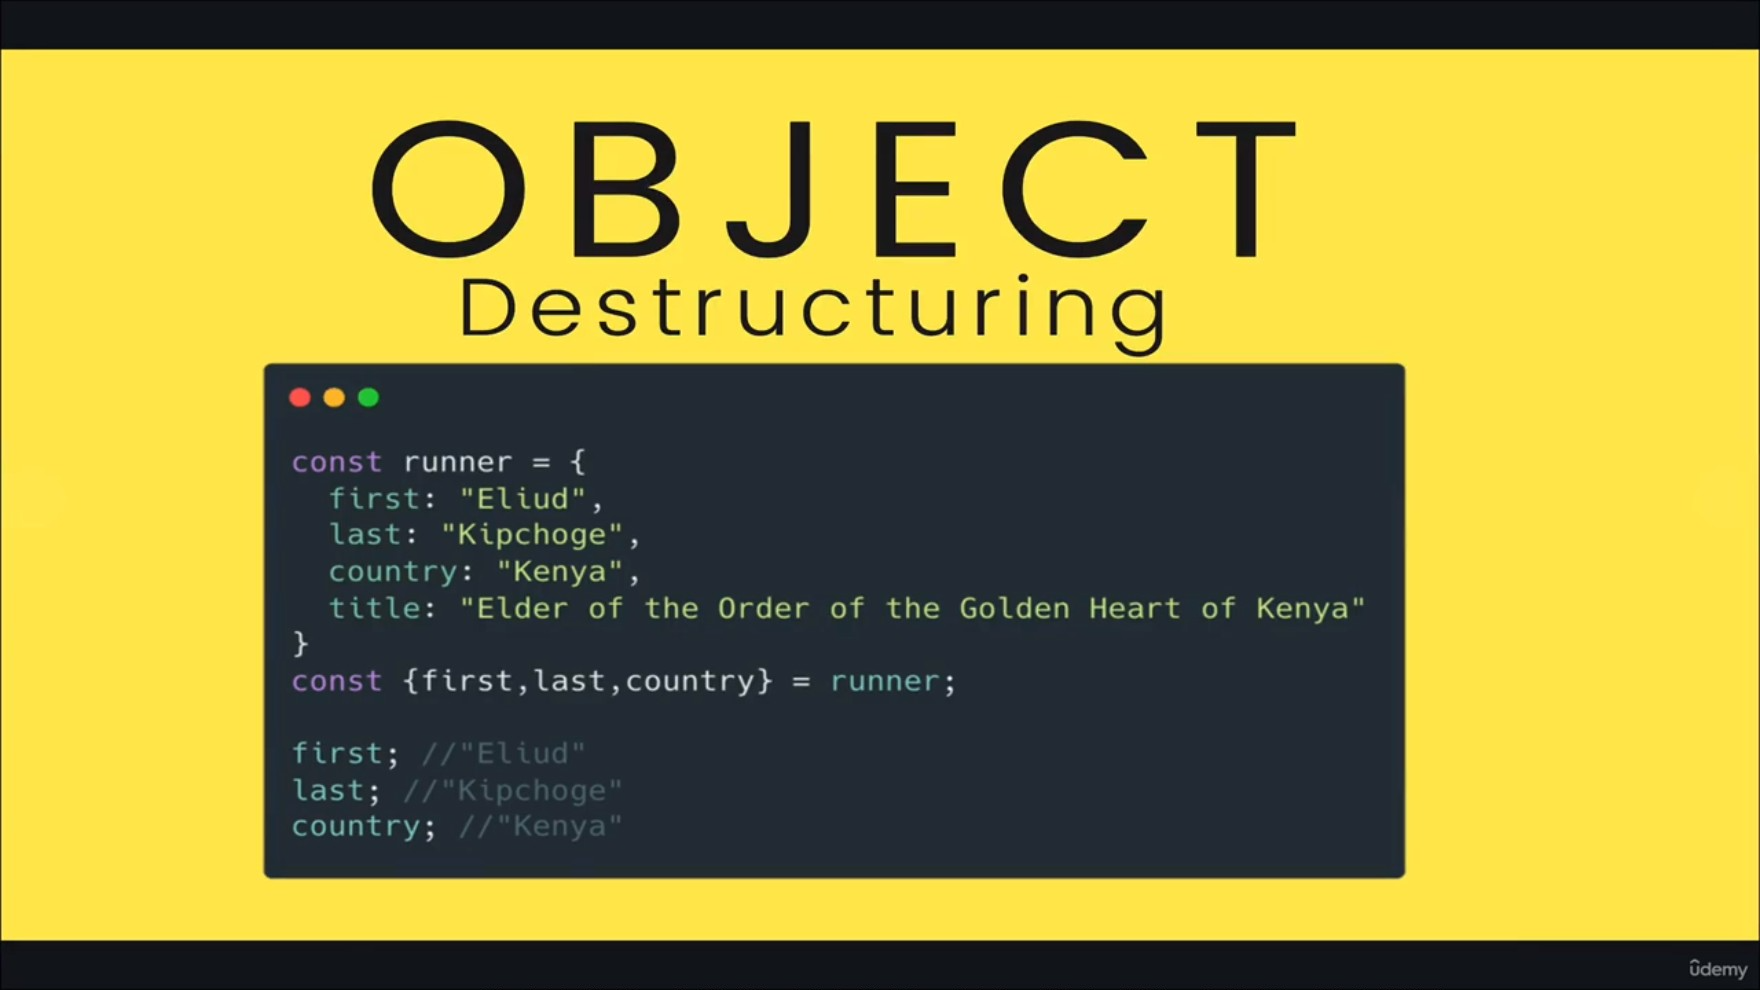 OBJECT
Destructuring
const runner = {
  first: "Eliud",
  last: "Kipchoge",
  country: "Kenya",
  title: "Elder of the Order of the Golden Heart of Kenya"
}
const {first,last,country} = runner;
first; //"Eliud"
last; //"Kipchoge"
country; //"Kenya"
ûdemy